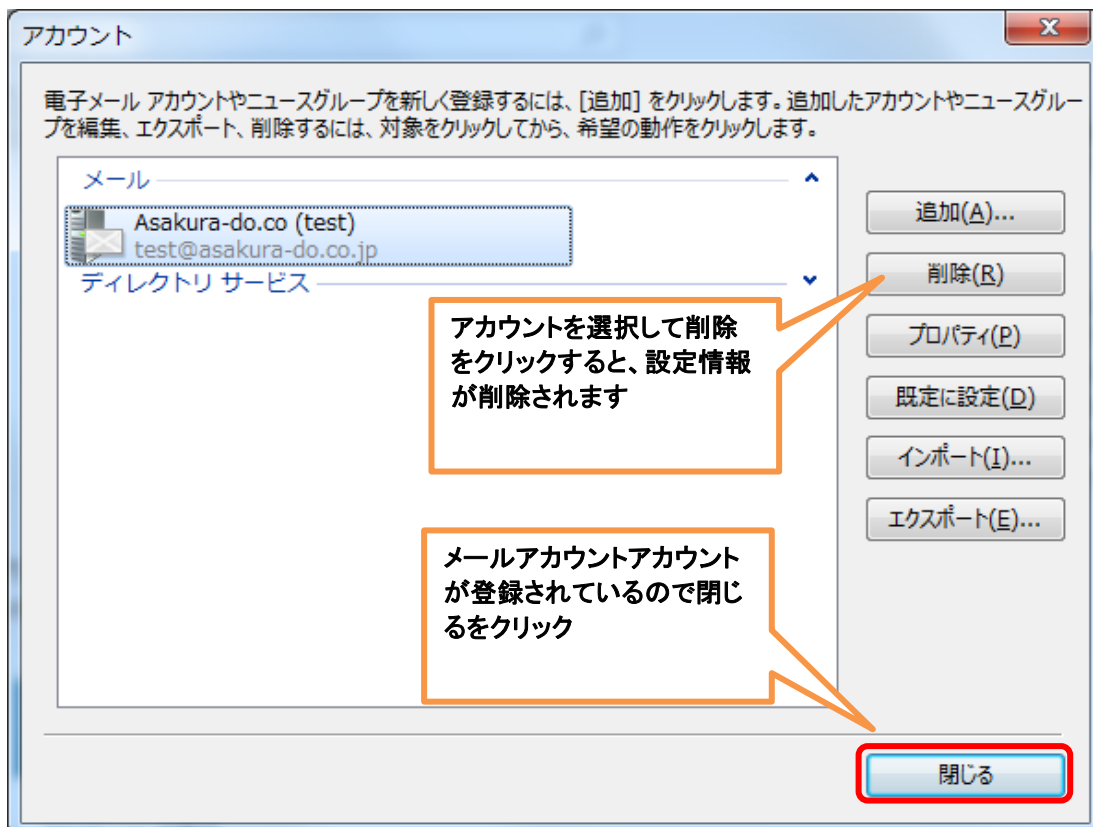 アカウント
電子メール アカウントやニュースグループを新しく登録するには、[追加] をクリックします。追加したアカウントやニュースグルー
プを編集、エクスポート、削除するには、対象をクリックしてから、希望の動作をクリックします。
メール
Asakura-do.co (test)
test@asakura-do.co.jp
ディレクトリ サービス
追加(A)...
削除(R)
プロパティ(P)
既定に設定(D)
インポート(I)...
エクスポート(E)...
アカウントを選択して削除
をクリックすると、設定情報
が削除されます
メールアカウントアカウント
が登録されているので閉じ
るをクリック
閉じる